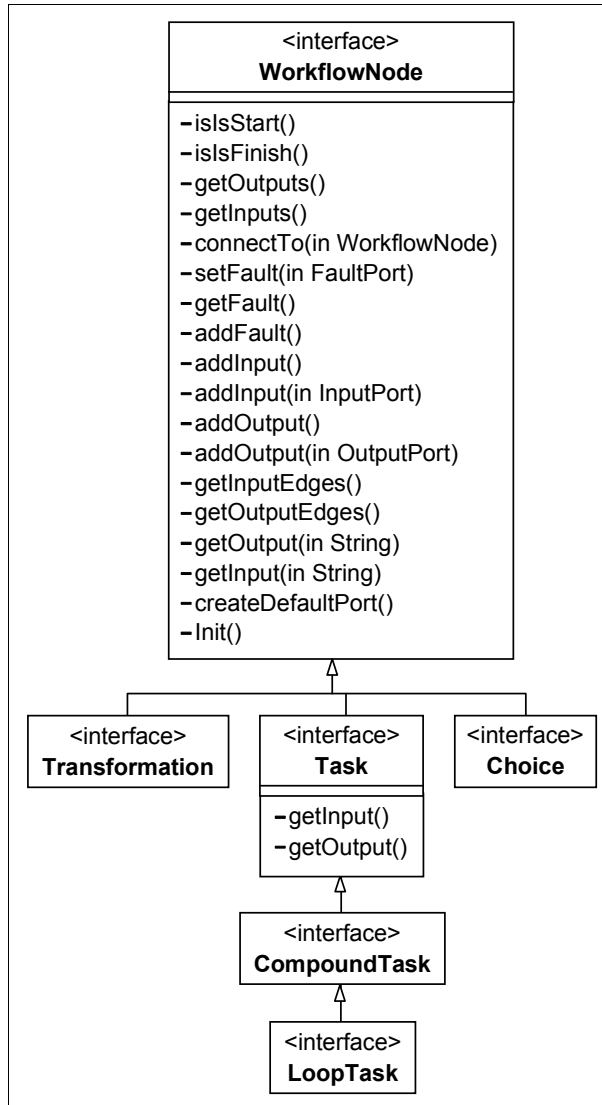 <interface>
WorkflowNode
–isIsStart()
–isIsFinish()
–getOutputs()
–getInputs()
–connectTo(in WorkflowNode)
–setFault(in FaultPort)
–getFault()
–addFault()
–addInput()
–addInput(in InputPort)
–addOutput()
–addOutput(in OutputPort)
–getInputEdges()
–getOutputEdges()
–getOutput(in String)
–getInput(in String)
–createDefaultPort()
–Init()
<interface>
Transformation
<interface>
Task
–getInput()
–getOutput()
<interface>
Choice
<interface>
CompoundTask
<interface>
LoopTask